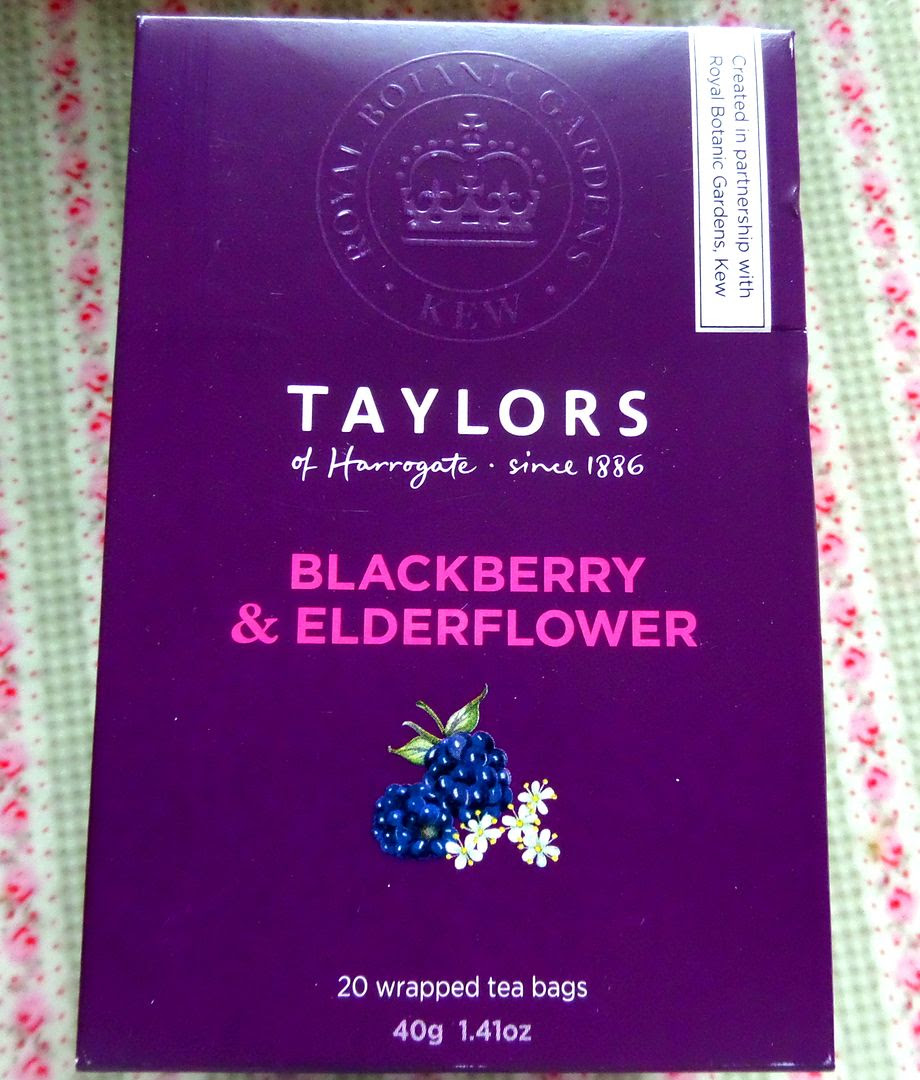 ROYAL BOTANIC GARDENS
· KEW ·
Created in partnership with
Royal Botanic Gardens, Kew
TAYLORS
of Harrogate · since 1886
BLACKBERRY
& ELDERFLOWER
20 wrapped tea bags
40g 1.41oz